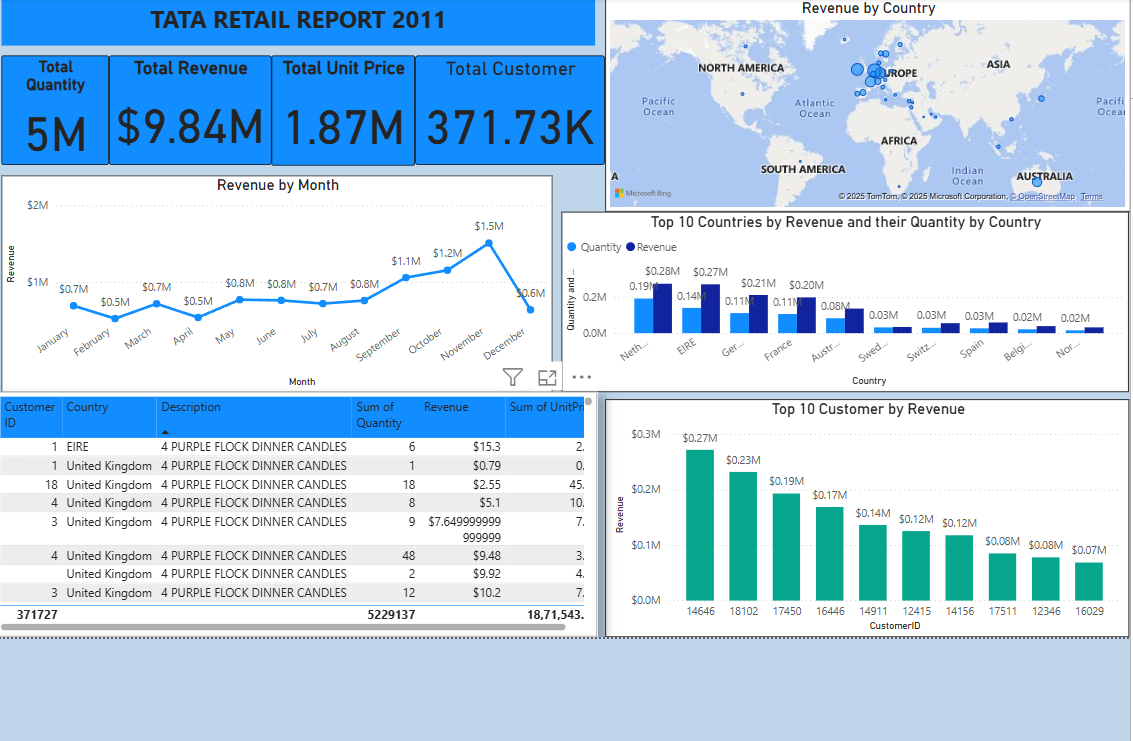 TATA RETAIL REPORT 2011
Total
Quantity
5M
Total Revenue
$9.84M
Total Unit Price
1.87M
Total Customer
371.73K
Revenue by Country
NORTH AMERICA
EUROPE
ASIA
Pacific
Ocean
Atlantic
Ocean
Pacifi
Ocea
AFRICA
SOUTH AMERICA
Indian
Ocean
AUSTRALIA
A
Microsoft Bing
© 2025 TomTom, © 2025 Microsoft Corporation, © OpenStreetMap Terms
Revenue by Month
Revenue
$2M
$1M
$0.7M
$0.5M
$0.7M
$0.5M
$0.8M
$0.8M
$0.7M
$0.8M
$1.1M
$1.2M
$1.5M
$0.6M
January
February
March
April
May
June
July
August
September
October
November
December
Month
Top 10 Countries by Revenue and their Quantity by Country
Quantity Revenue
Quantity and ...
0.2M
0.0M
0.19M $0.28M
0.14M $0.27M
0.11M $0.21M
0.11M $0.20M
0.08M
0.03M
0.03M
0.03M
0.02M
0.02M
Neth...
EIRE
Ger...
France
Austr...
Swed...
Switz...
Spain
Belgi...
Nor...
Country
Customer ID Country Description Sum of Quantity Revenue Sum of UnitPr
1 EIRE 4 PURPLE FLOCK DINNER CANDLES 6 $15.3 2.
1 United Kingdom 4 PURPLE FLOCK DINNER CANDLES 1 $0.79 0.
18 United Kingdom 4 PURPLE FLOCK DINNER CANDLES 18 $2.55 45.
4 United Kingdom 4 PURPLE FLOCK DINNER CANDLES 8 $5.1 10.
3 United Kingdom 4 PURPLE FLOCK DINNER CANDLES 9 $7.649999999 7.
999999
4 United Kingdom 4 PURPLE FLOCK DINNER CANDLES 48 $9.48 3.
United Kingdom 4 PURPLE FLOCK DINNER CANDLES 2 $9.92 4.
3 United Kingdom 4 PURPLE FLOCK DINNER CANDLES 12 $10.2 7.
371727 5229137 18,71,543.
Top 10 Customer by Revenue
Revenue
$0.3M
$0.2M
$0.1M
$0.0M
$0.27M
$0.23M
$0.19M
$0.17M
$0.14M
$0.12M
$0.12M
$0.08M
$0.08M
$0.07M
14646 18102 17450 16446 14911 12415 14156 17511 12346 16029
CustomerID